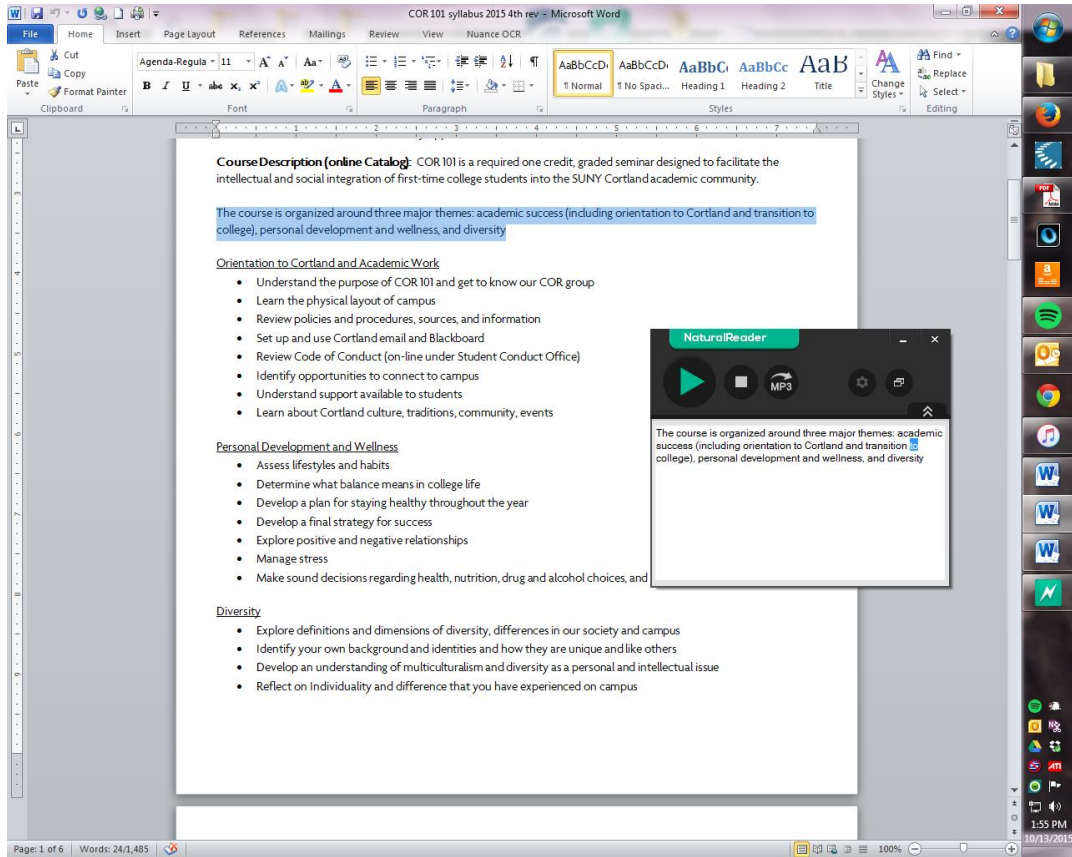 COR 101 syllabus 2015 4th rev - Microsoft Word
File Home Insert Page Layout References Mailings Review View Nuance OCR
Paste
Cut
Copy
Format Painter
Clipboard
Agenda-Regula 11
Font
Paragraph
AaBbCcD AaBbCcD AaBbC AaBbCc AaB
¶ Normal ¶ No Spaci... Heading 1 Heading 2 Title
Change Styles
Styles
Find
Replace
Select
Editing
1 2 3 4 5 6 7
Course Description (online Catalog): COR 101 is a required one credit, graded seminar designed to facilitate the
intellectual and social integration of first-time college students into the SUNY Cortland academic community.
The course is organized around three major themes: academic success (including orientation to Cortland and transition to
college), personal development and wellness, and diversity
Orientation to Cortland and Academic Work
• Understand the purpose of COR 101 and get to know our COR group
• Learn the physical layout of campus
• Review policies and procedures, sources, and information
• Set up and use Cortland email and Blackboard
• Review Code of Conduct (on-line under Student Conduct Office)
• Identify opportunities to connect to campus
• Understand support available to students
• Learn about Cortland culture, traditions, community, events
Personal Development and Wellness
• Assess lifestyles and habits
• Determine what balance means in college life
• Develop a plan for staying healthy throughout the year
• Develop a final strategy for success
• Explore positive and negative relationships
• Manage stress
• Make sound decisions regarding health, nutrition, drug and alcohol choices, and
Diversity
• Explore definitions and dimensions of diversity, differences in our society and campus
• Identify your own background and identities and how they are unique and like others
• Develop an understanding of multiculturalism and diversity as a personal and intellectual issue
• Reflect on Individuality and difference that you have experienced on campus
NaturalReader
MP3
The course is organized around three major themes: academic
success (including orientation to Cortland and transition to
college), personal development and wellness, and diversity
Page: 1 of 6 Words: 24/1,485
100%
1:55 PM
10/13/2015